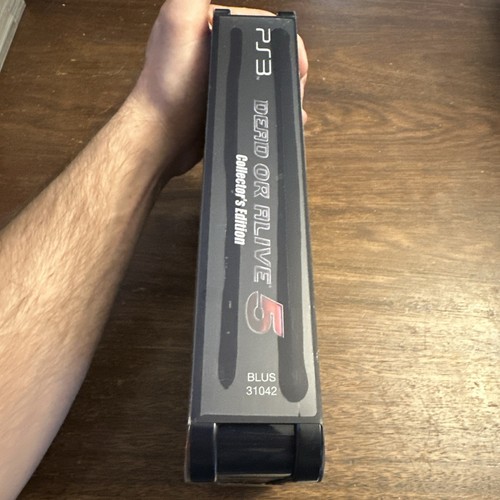 PS3
DEAD OR ALIVE 5
Collector's Edition
BLUS
31042